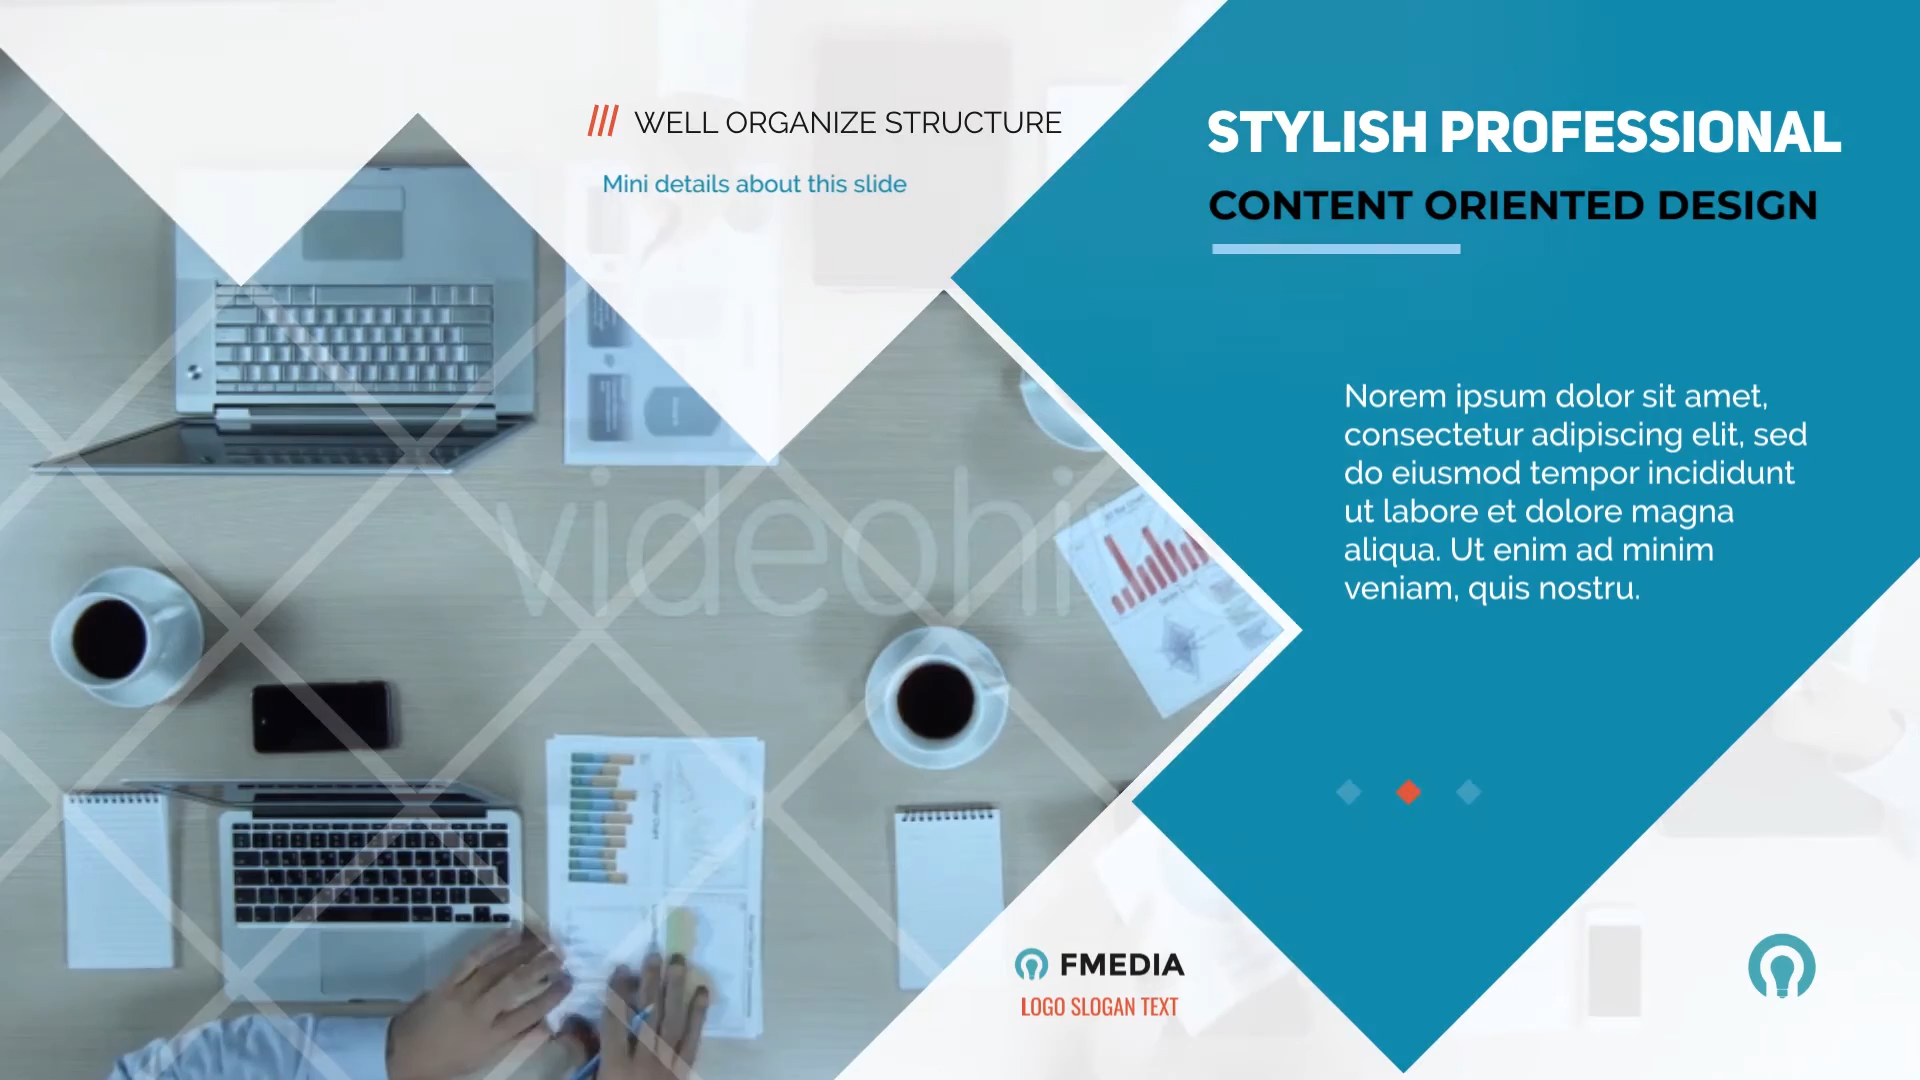 WELL ORGANIZE STRUCTURE
Mini details about this slide
STYLISH PROFESSIONAL
CONTENT ORIENTED DESIGN
Norem ipsum dolor sit amet,
consectetur adipiscing elit, sed
do eiusmod tempor incididunt
ut labore et dolore magna
aliqua. Ut enim ad minim
veniam, quis nostru.
videohi
FMEDIA
LOGO SLOGAN TEXT